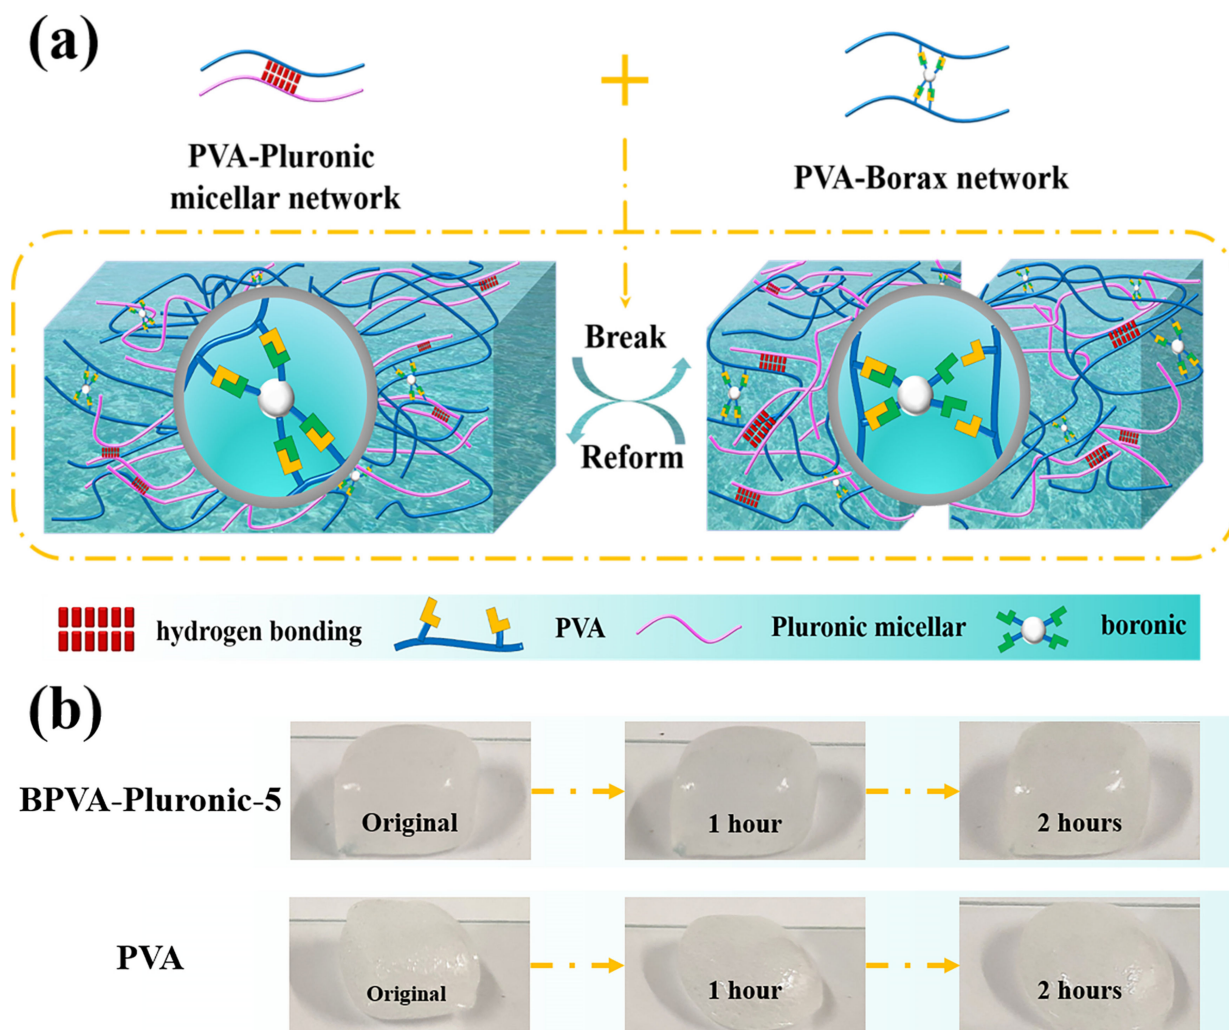 (a)
+
PVA-Pluronic
micellar network
PVA-Borax network
Break
Reform
hydrogen bonding
PVA
Pluronic micellar
boronic
(b)
BPVA-Pluronic-5
Original
1 hour
2 hours
PVA
Original
1 hour
2 hours